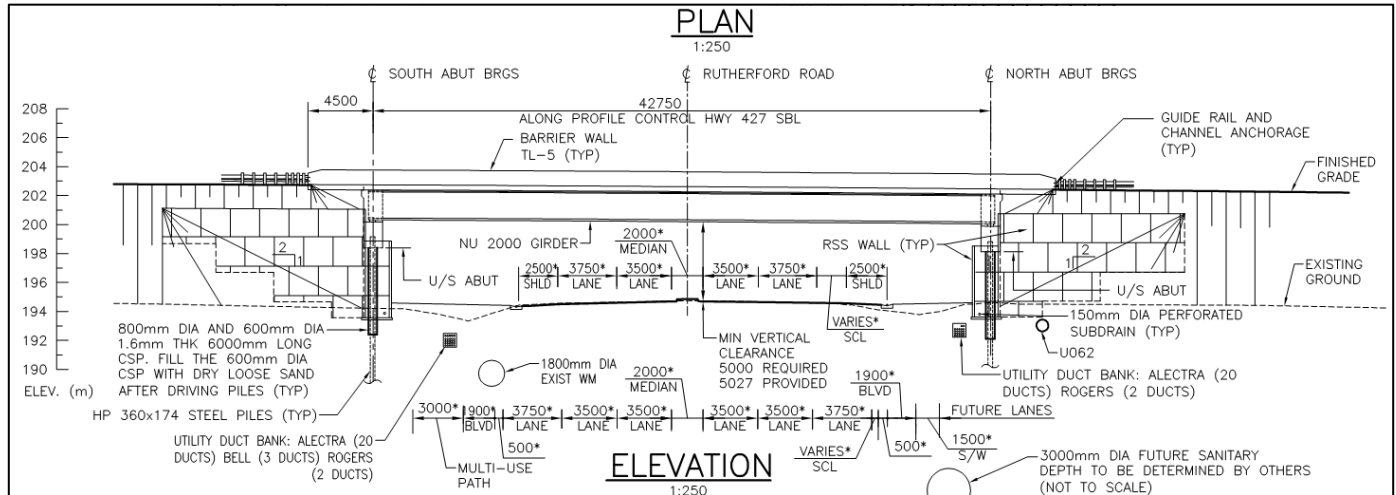 PLAN
1:250
℄ SOUTH ABUT BRGS
℄ RUTHERFORD ROAD
℄ NORTH ABUT BRGS
4500
42750
ALONG PROFILE CONTROL HWY 427 SBL
BARRIER WALL
TL-5 (TYP)
GUIDE RAIL AND
CHANNEL ANCHORAGE
(TYP)
FINISHED
GRADE
208
206
204
202
200
198
196
194
192
190
ELEV. (m)
NU 2000 GIRDER
2000*
MEDIAN
RSS WALL (TYP)
2
1
2
1
EXISTING
GROUND
U/S ABUT
U/S ABUT
2500*
SHLD
3750*
LANE
3500*
LANE
3500*
LANE
3750*
LANE
2500*
SHLD
VARIES*
SCL
150mm DIA PERFORATED
SUBDRAIN (TYP)
U062
800mm DIA AND 600mm DIA
1.6mm THK 6000mm LONG
CSP. FILL THE 600mm DIA
CSP WITH DRY LOOSE SAND
AFTER DRIVING PILES (TYP)
HP 360x174 STEEL PILES (TYP)
1800mm DIA
EXIST WM
MIN VERTICAL
CLEARANCE
5000 REQUIRED
5027 PROVIDED
UTILITY DUCT BANK: ALECTRA (20
DUCTS) ROGERS (2 DUCTS)
2000*
MEDIAN
1900*
BLVD
3000*
1900*
BLVD
3750*
LANE
3500*
LANE
3500*
LANE
3500*
LANE
3500*
LANE
3750*
LANE
FUTURE LANES
500*
VARIES*
SCL
500*
1500*
S/W
UTILITY DUCT BANK: ALECTRA (20
DUCTS) BELL (3 DUCTS) ROGERS
(2 DUCTS)
MULTI-USE
PATH
ELEVATION
1:250
3000mm DIA FUTURE SANITARY
DEPTH TO BE DETERMINED BY OTHERS
(NOT TO SCALE)